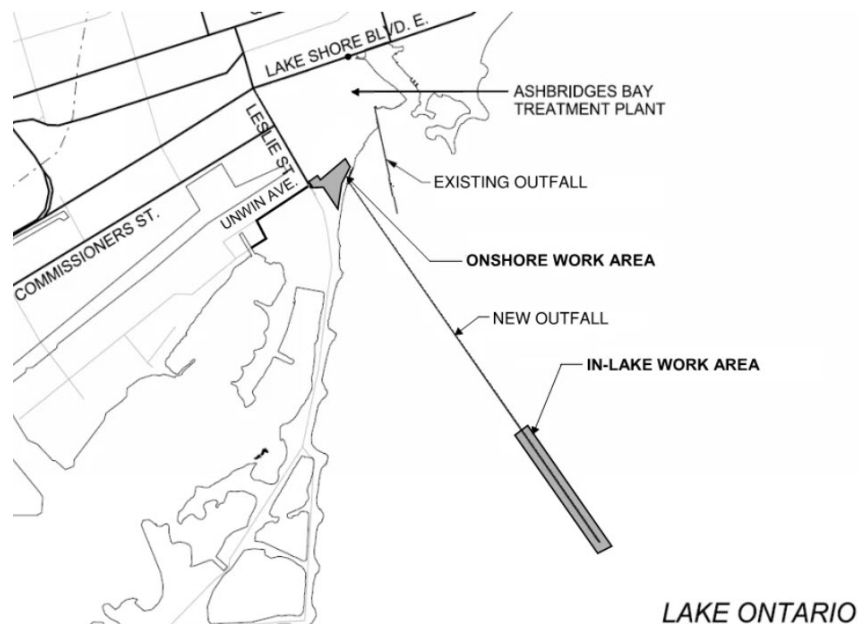 LAKE SHORE BLVD. E.
ASHBRIDGES BAY
TREATMENT PLANT
LESLIE ST.
EXISTING OUTFALL
UNWIN AVE.
COMMISSIONERS ST.
ONSHORE WORK AREA
NEW OUTFALL
IN-LAKE WORK AREA
LAKE ONTARIO